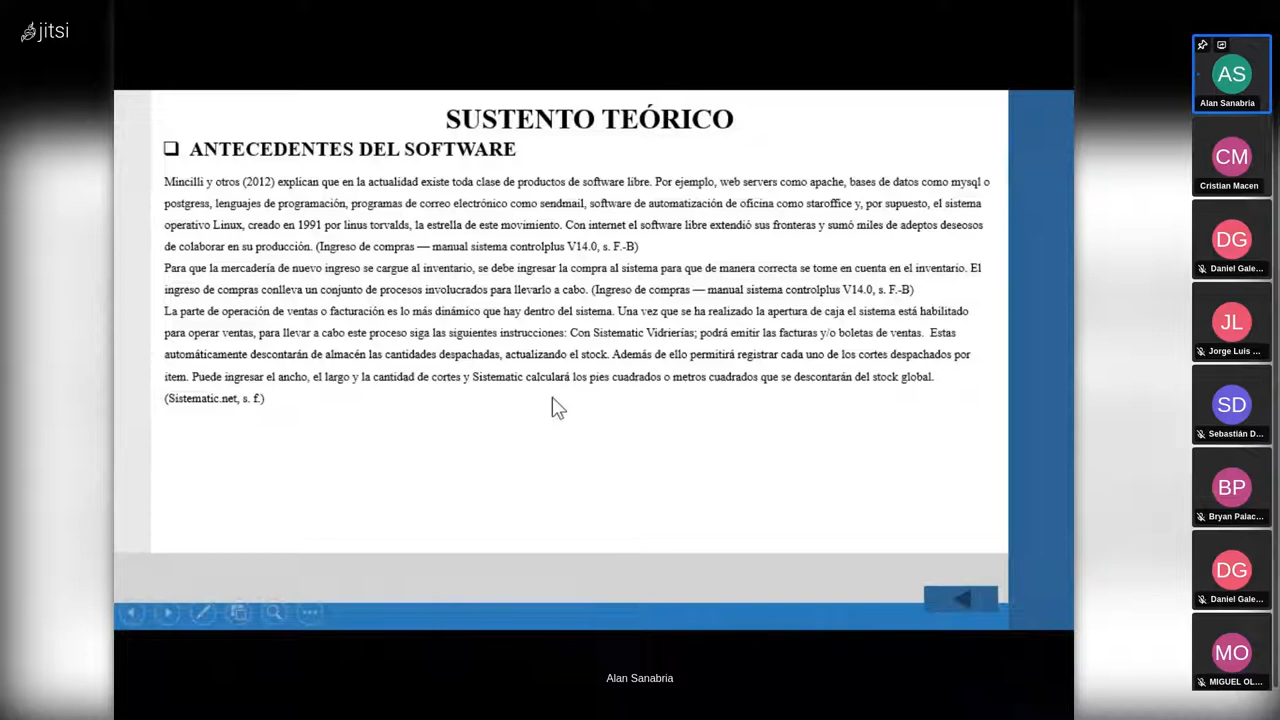 jitsi
SUSTENTO TEÓRICO
ANTECEDENTES DEL SOFTWARE
Mincilli y otros (2012) explican que en la actualidad existe toda clase de productos de software libre. Por ejemplo, web servers como apache, bases de datos como mysql o
postgress, lenguajes de programación, programas de correo electrónico como sendmail, software de automatización de oficina como staroffice y, por supuesto, el sistema
operativo Linux, creado en 1991 por linus torvalds, la estrella de este movimiento. Con internet el software libre extendió sus fronteras y sumó miles de adeptos deseosos
de colaborar en su producción. (Ingreso de compras — manual sistema controlplus V14.0, s. F.-B)
Para que la mercadería de nuevo ingreso se cargue al inventario, se debe ingresar la compra al sistema para que de manera correcta se tome en cuenta en el inventario. El
ingreso de compras conlleva un conjunto de procesos involucrados para llevarlo a cabo. (Ingreso de compras — manual sistema controlplus V14.0, s. F.-B)
La parte de operación de ventas o facturación es lo más dinámico que hay dentro del sistema. Una vez que se ha realizado la apertura de caja el sistema está habilitado
para operar ventas, para llevar a cabo este proceso siga las siguientes instrucciones: Con Sistematic Vidrierías; podrá emitir las facturas y/o boletas de ventas. Estas
automáticamente descontarán de almacén las cantidades despachadas, actualizando el stock. Además de ello permitirá registrar cada uno de los cortes despachados por
item. Puede ingresar el ancho, el largo y la cantidad de cortes y Sistematic calculará los pies cuadrados o metros cuadrados que se descontarán del stock global.
(Sistematic.net, s. f.)
Alan Sanabria
AS
Alan Sanabria
CM
Cristian Macen
DG
Daniel Gale...
JL
Jorge Luís ...
SD
Sebastián D...
BP
Bryan Palac...
DG
Daniel Gale...
MO
MIGUEL OL...